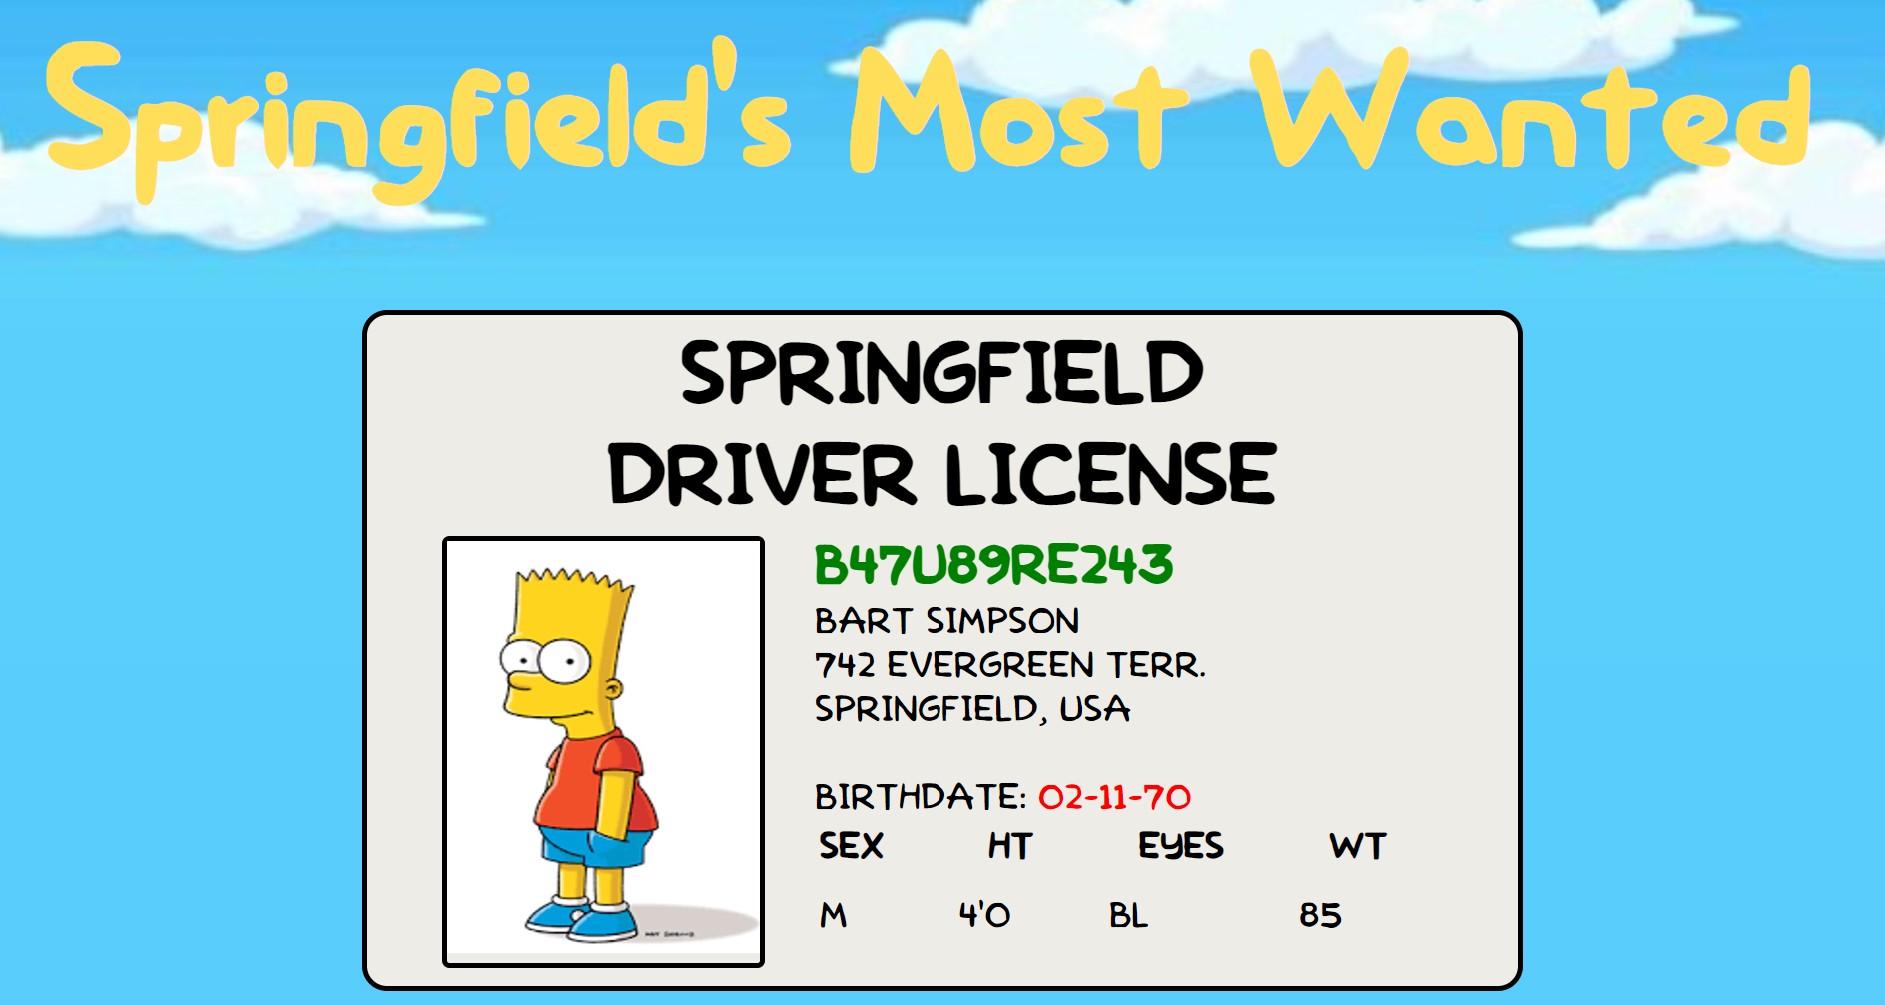 Springfield's Most Wanted
SPRINGFIELD
DRIVER LICENSE
B47U89RE243
BART SIMPSON
742 EVERGREEN TERR.
SPRINGFIELD, USA
BIRTHDATE: 02-11-70
SEX HT EYES WT
M 4'0 BL 85